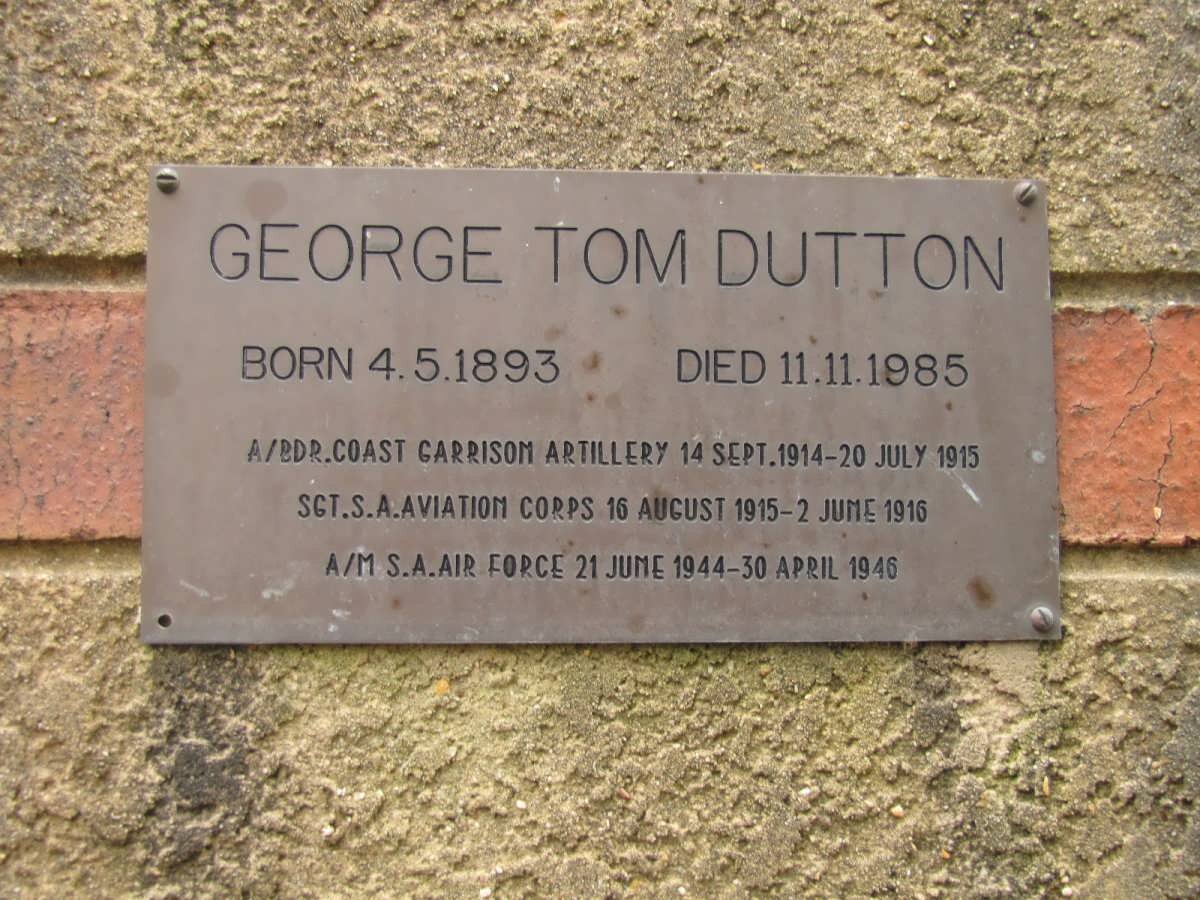 GEORGE TOM DUTTON
BORN 4.5.1893 DIED 11.11.1985
A/BDR.COAST GARRISON ARTILLERY 14 SEPT.1914-20 JULY 1915
SGT.S.A.AVIATION CORPS 16 AUGUST 1915-2 JUNE 1916
A/M S.A.AIR FORCE 21 JUNE 1944-30 APRIL 1946